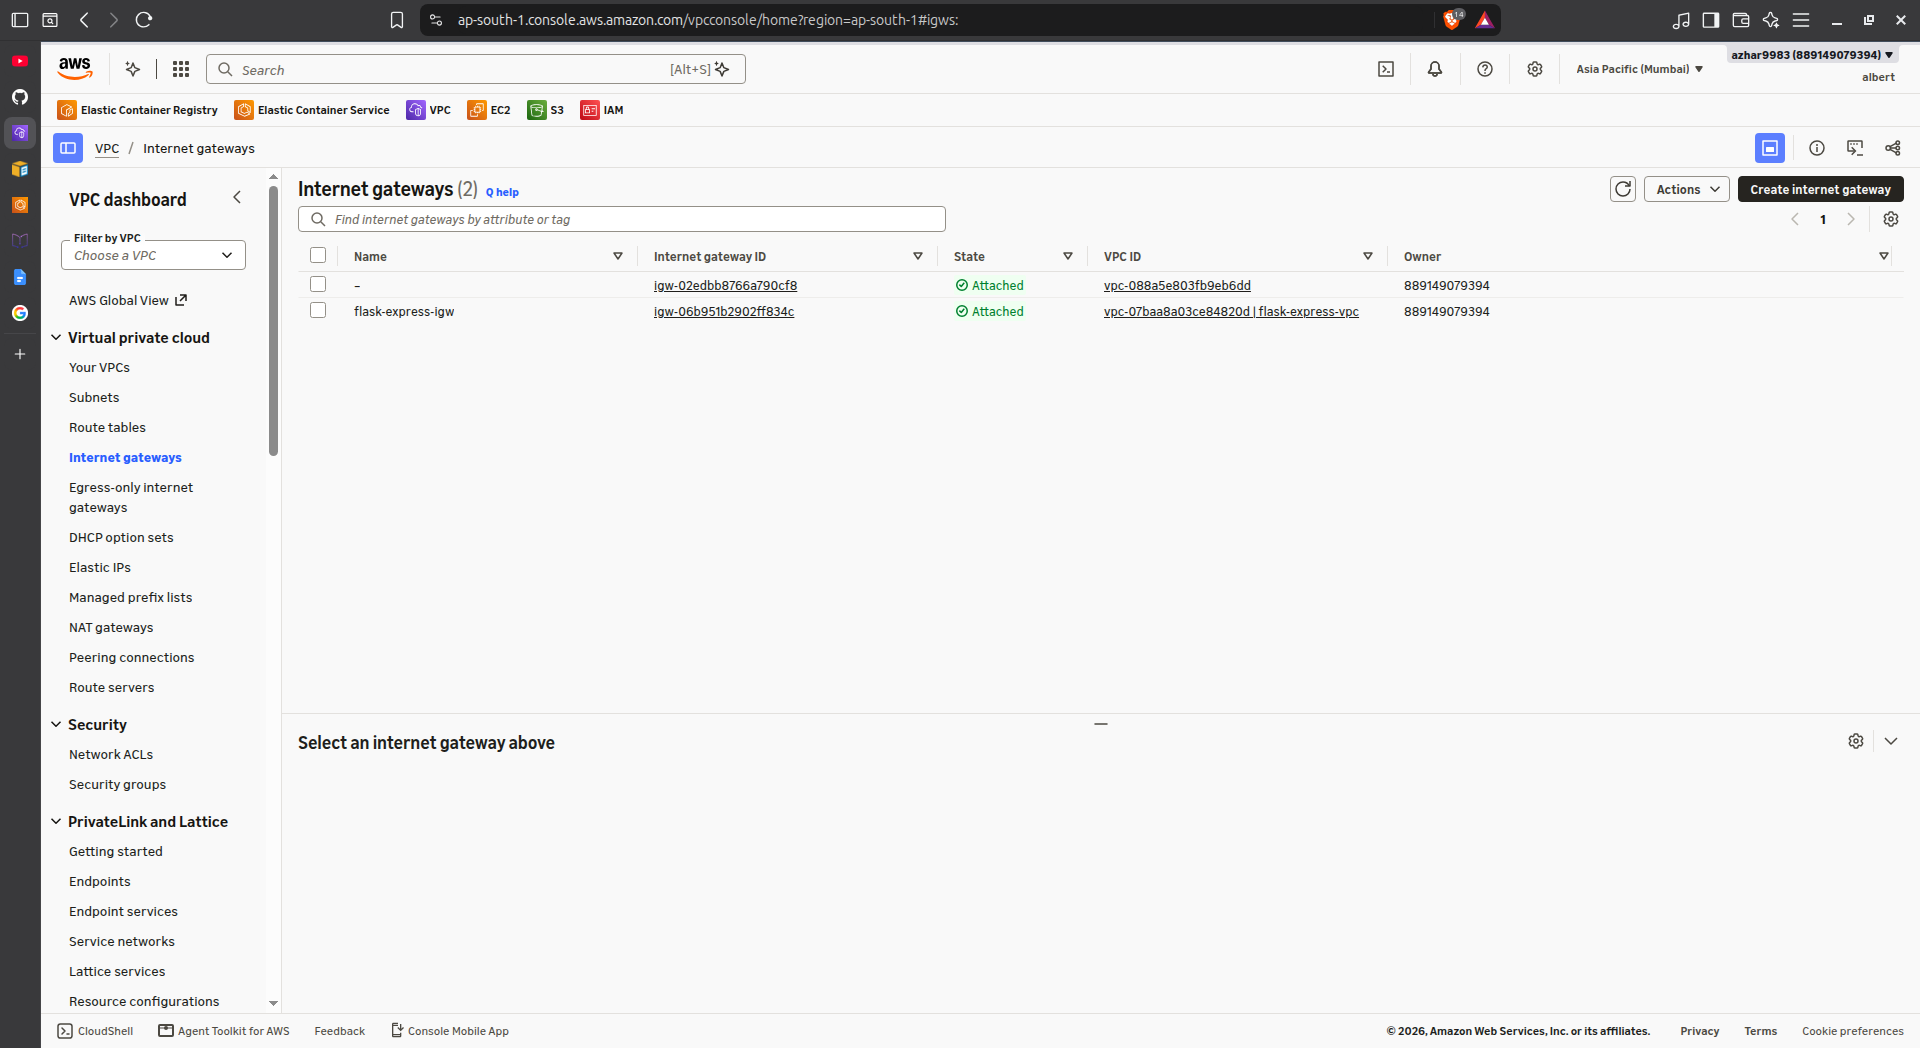 ap-south-1.console.aws.amazon.com/vpcconsole/home?region=ap-south-1#igws:
14
aws
Search
[Alt+S]
Asia Pacific (Mumbai)
azhar9983 (889149079394)
albert
Elastic Container Registry
Elastic Container Service
VPC
EC2
S3
IAM
VPC / Internet gateways
VPC dashboard
Filter by VPC
Choose a VPC
AWS Global View
Virtual private cloud
Your VPCs
Subnets
Route tables
Internet gateways
Egress-only internet
gateways
DHCP option sets
Elastic IPs
Managed prefix lists
NAT gateways
Peering connections
Route servers
Security
Network ACLs
Security groups
PrivateLink and Lattice
Getting started
Endpoints
Endpoint services
Service networks
Lattice services
Resource configurations
Internet gateways (2) Q help
Actions
Create internet gateway
Find internet gateways by attribute or tag
1
Name Internet gateway ID State VPC ID Owner
– igw-02edbb8766a790cf8 Attached vpc-088a5e803fb9eb6dd 889149079394
flask-express-igw igw-06b951b2902ff834c Attached vpc-07baa8a03ce84820d | flask-express-vpc 889149079394
Select an internet gateway above
CloudShell
Agent Toolkit for AWS
Feedback
Console Mobile App
© 2026, Amazon Web Services, Inc. or its affiliates.
Privacy
Terms
Cookie preferences